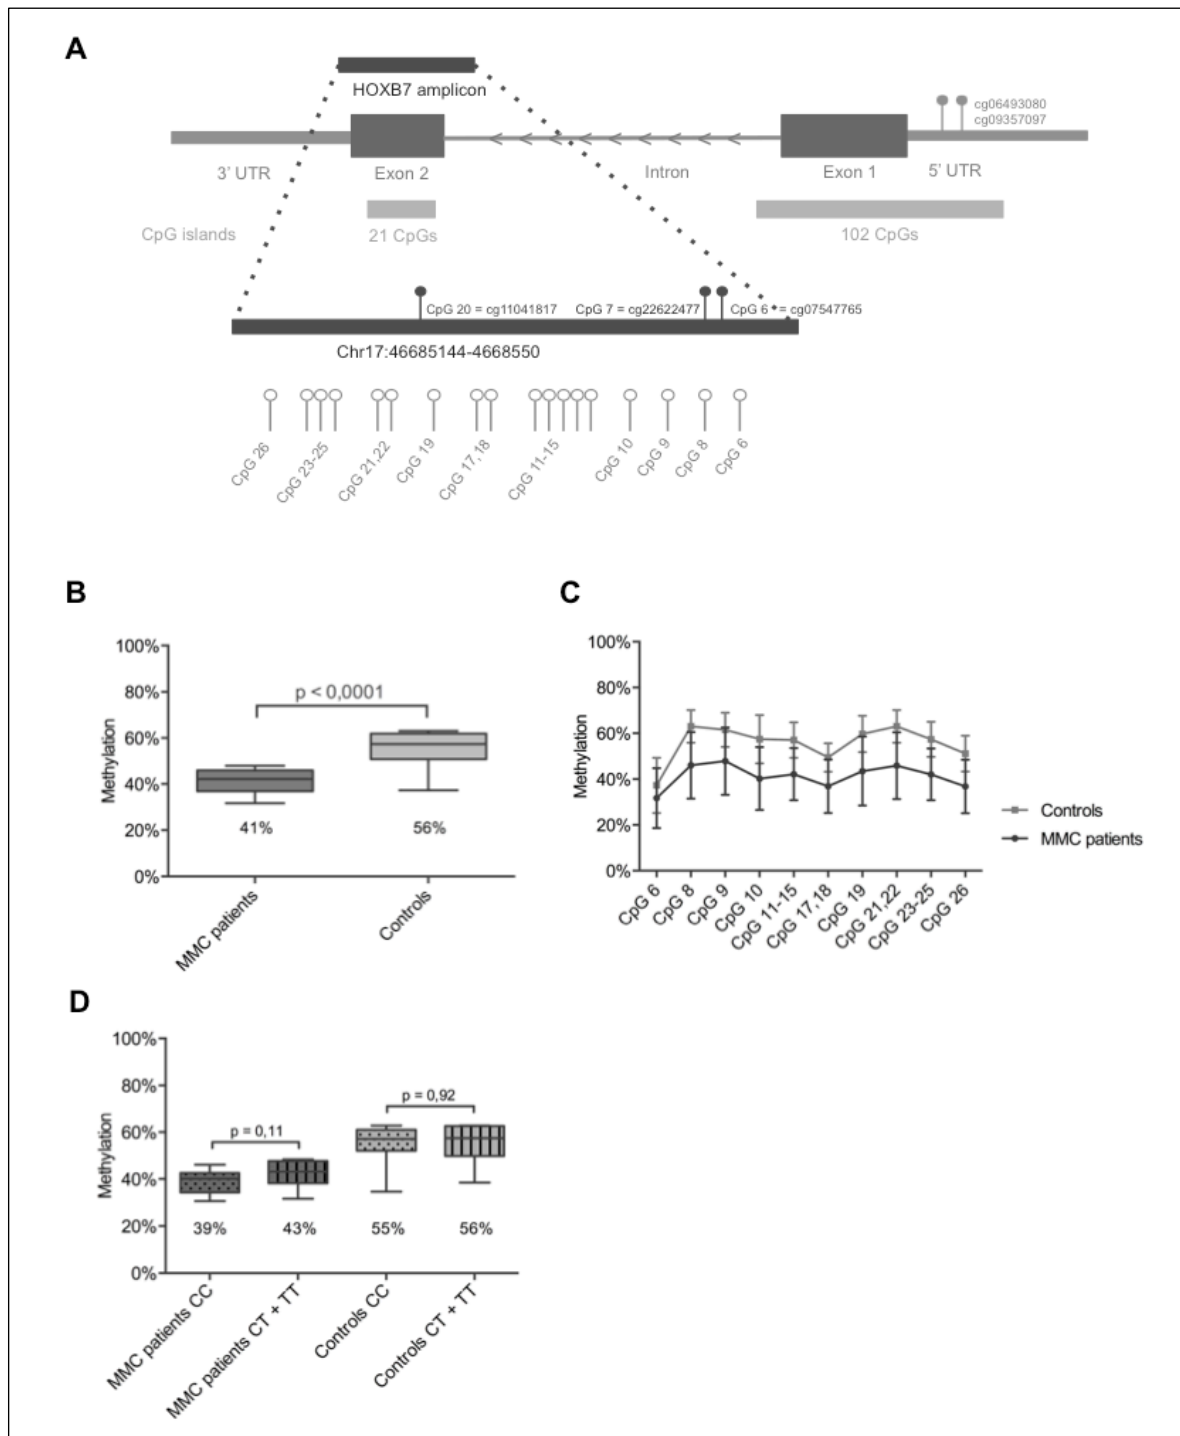 A
HOXB7 amplicon
cg06493080
cg09357097
3' UTR
Exon 2
Intron
Exon 1
5' UTR
CpG islands
21 CpGs
102 CpGs
CpG 20 = cg11041817
CpG 7 = cg22622477
CpG 6 = cg07547765
Chr17:46685144-4668550
CpG 26
CpG 23-25
CpG 21,22
CpG 19
CpG 17,18
CpG 11-15
CpG 10
CpG 9
CpG 8
CpG 6
B
Methylation
100%
80%
60%
40%
20%
0%
p < 0,0001
41%
56%
MMC patients
Controls
C
Methylation
100%
80%
60%
40%
20%
0%
CpG 6
CpG 8
CpG 9
CpG 10
CpG 11-15
CpG 17,18
CpG 19
CpG 21,22
CpG 23-25
CpG 26
Controls
MMC patients
D
Methylation
100%
80%
60%
40%
20%
0%
p = 0,11
p = 0,92
39%
43%
55%
56%
MMC patients CC
MMC patients CT + TT
Controls CC
Controls CT + TT